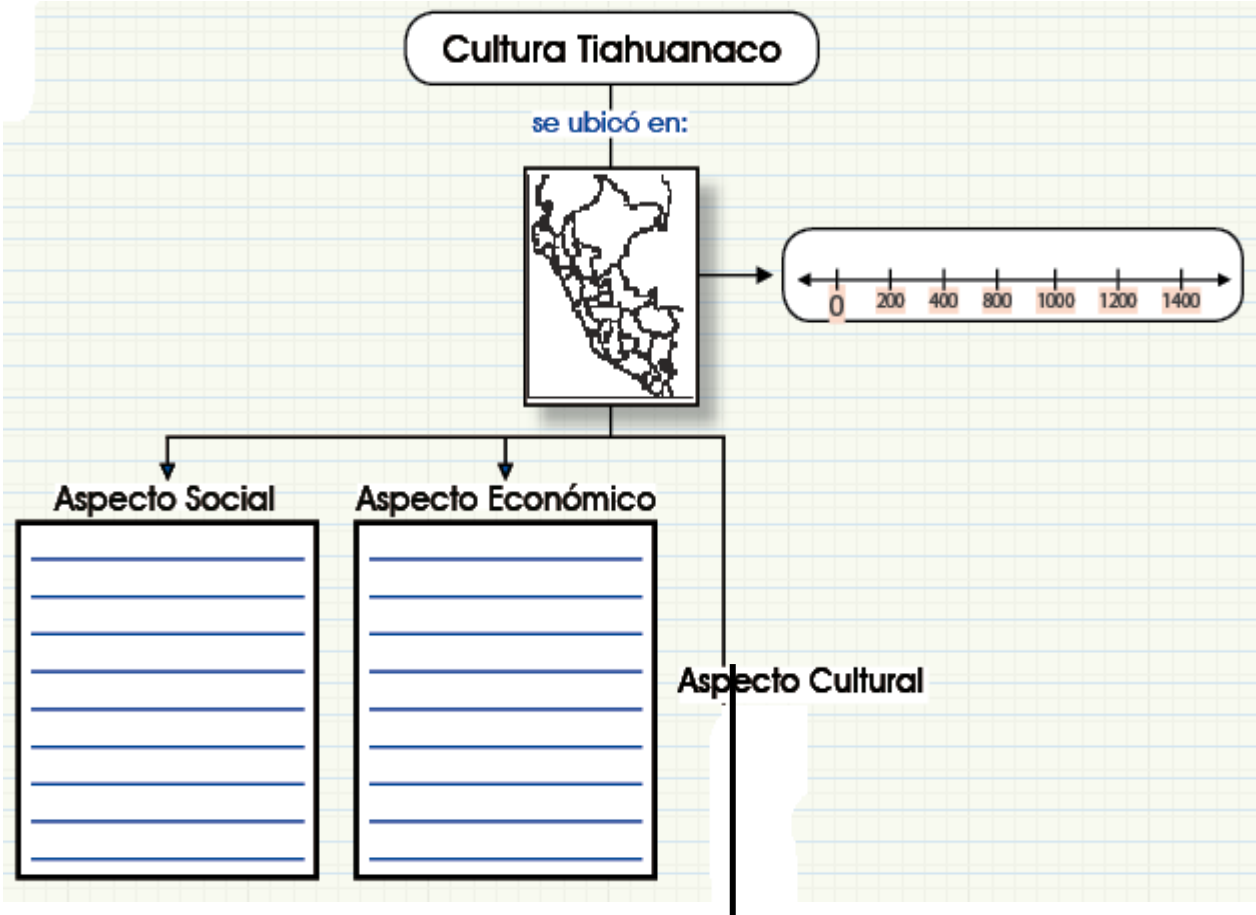 Cultura Tiahuanaco
se ubicó en:
0 200 400 800 1000 1200 1400
Aspecto Social
Aspecto Económico
Aspecto Cultural